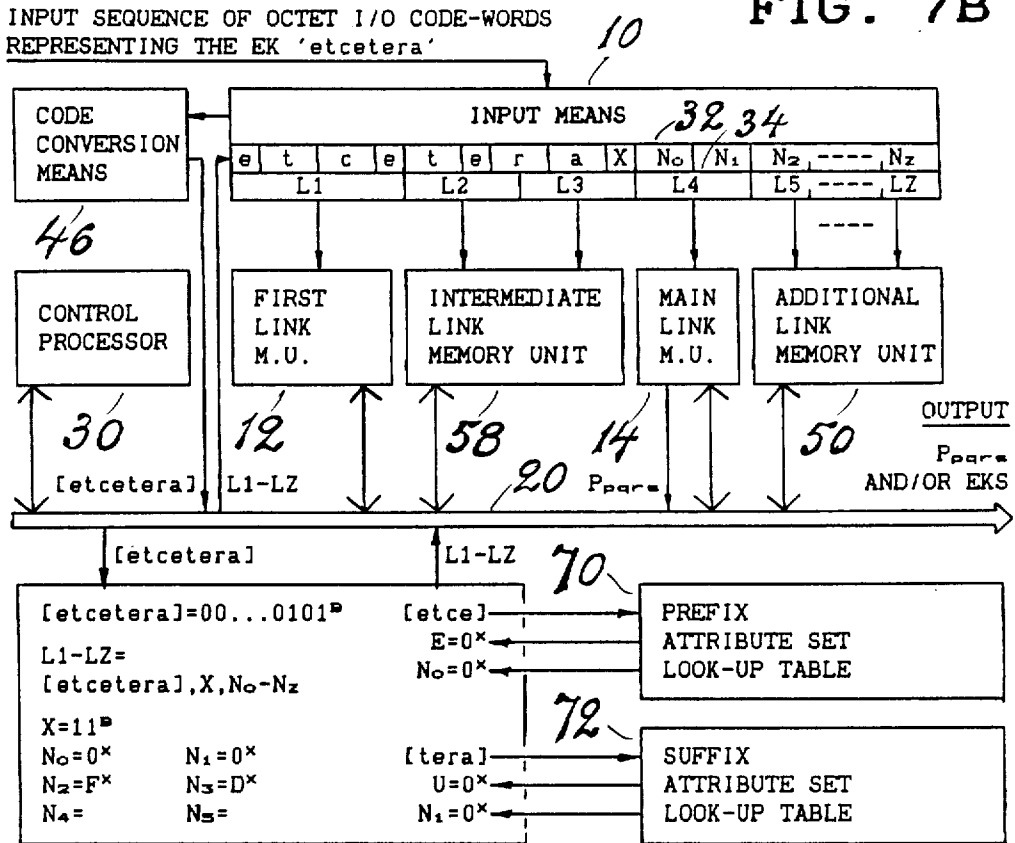 INPUT SEQUENCE OF OCTET I/O CODE-WORDS
REPRESENTING THE EK 'etcetera'
FIG. 7B
10
CODE
CONVERSION
MEANS
46
INPUT MEANS
32
34
e t c e t e r a X N₀ N₁ N₂ ---- Nz
L1 L2 L3 L4 L5 ---- LZ
----
CONTROL
PROCESSOR
30
FIRST
LINK
M.U.
12
INTERMEDIATE
LINK
MEMORY UNIT
58
MAIN
LINK
M.U.
14
ADDITIONAL
LINK
MEMORY UNIT
50
OUTPUT
Ppars
AND/OR EKS
[etcetera]
L1-LZ
20
Ppars
[etcetera]
L1-LZ
[etcetera]=00...0101ᴮ
L1-LZ=
[etcetera],X,N₀-Nz
X=11ᴮ
N₀=0ˣ N₁=0ˣ
N₂=Fˣ N₃=Dˣ
N₄= N₅=
[etce]
E=0ˣ
N₀=0ˣ
[tera]
U=0ˣ
N₁=0ˣ
70
PREFIX
ATTRIBUTE SET
LOOK-UP TABLE
72
SUFFIX
ATTRIBUTE SET
LOOK-UP TABLE